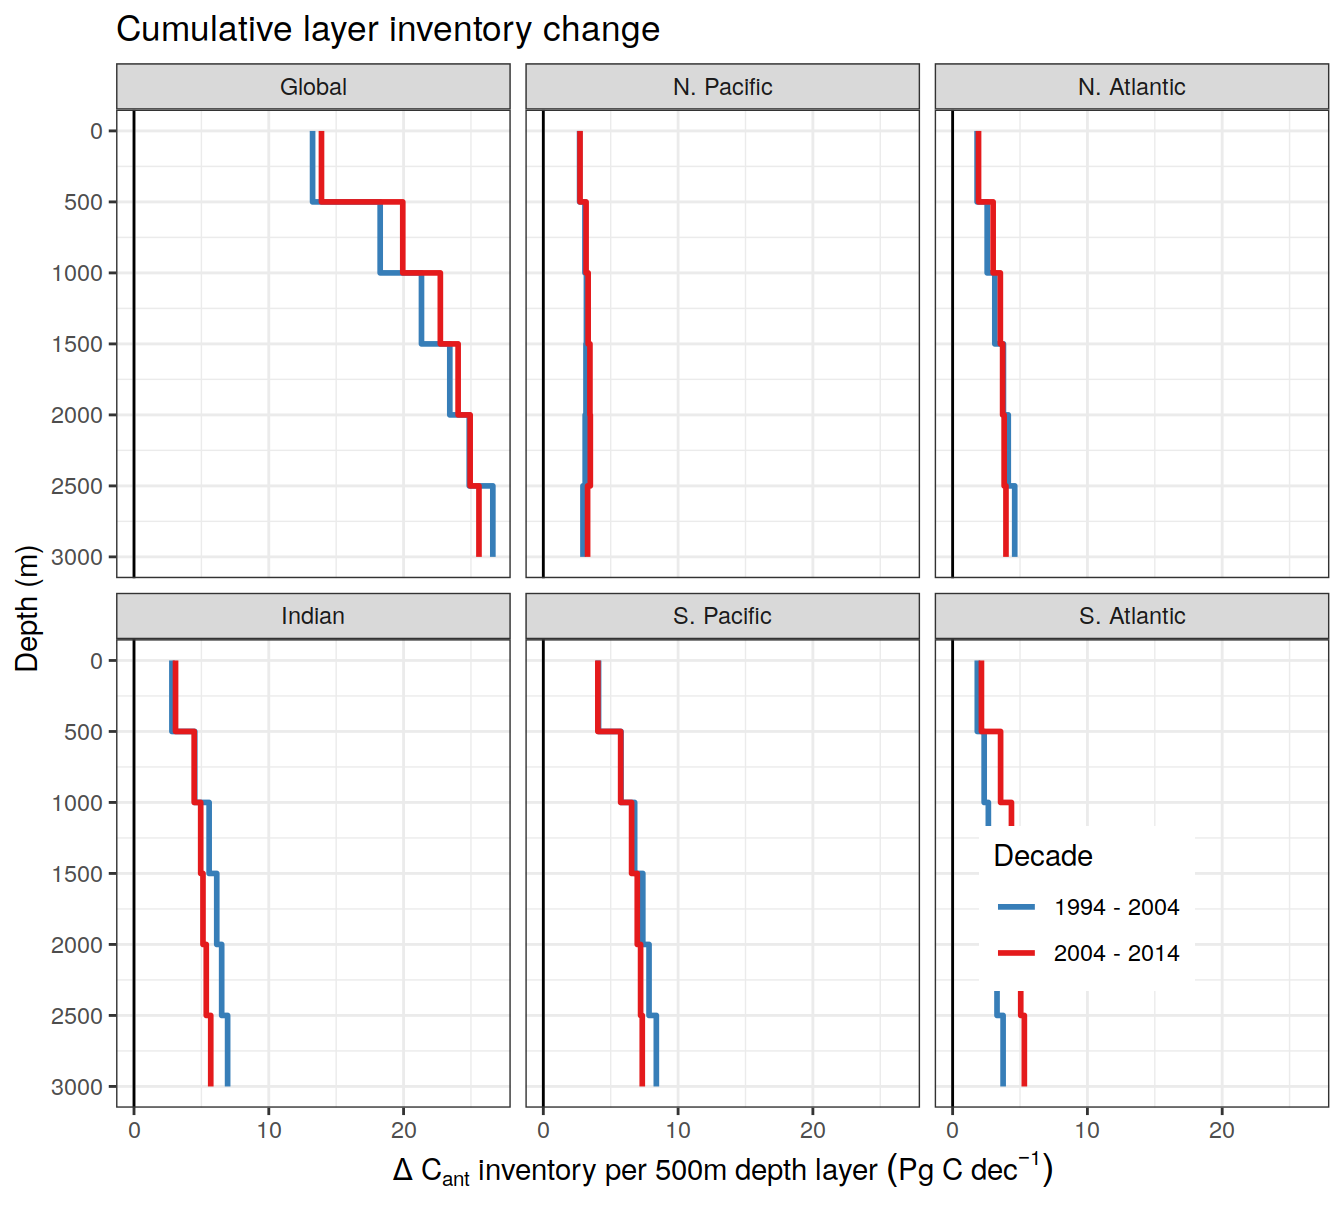 Cumulative layer inventory change
Global
N. Pacific
N. Atlantic
0
500
1000
1500
2000
2500
3000
Indian
S. Pacific
S. Atlantic
0
500
1000
1500
2000
2500
3000
Depth (m)
Decade
1994 - 2004
2004 - 2014
0 10 20
0 10 20
0 10 20
Δ Cant inventory per 500m depth layer (Pg C dec−1)